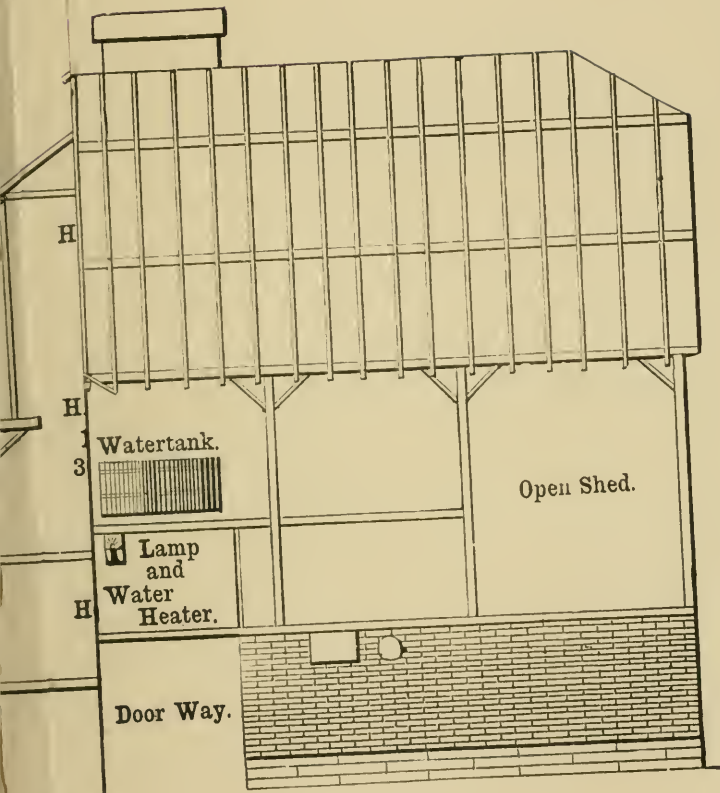 H
H.
Watertank.
3
Open Shed.
Lamp
and
Water
Heater.
H
Door Way.